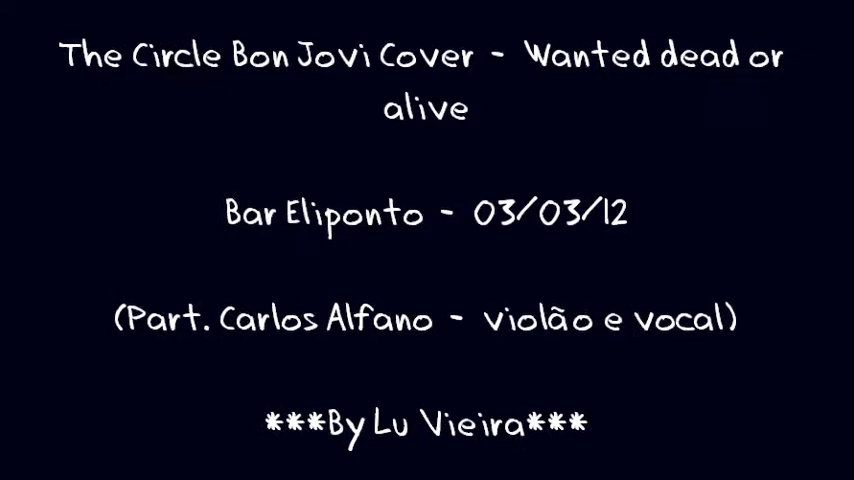 The Circle Bon Jovi Cover - Wanted dead or
alive
Bar Eliponto - 03/03/12
(Part. Carlos Alfano - violão e vocal)
***By Lu Vieira***